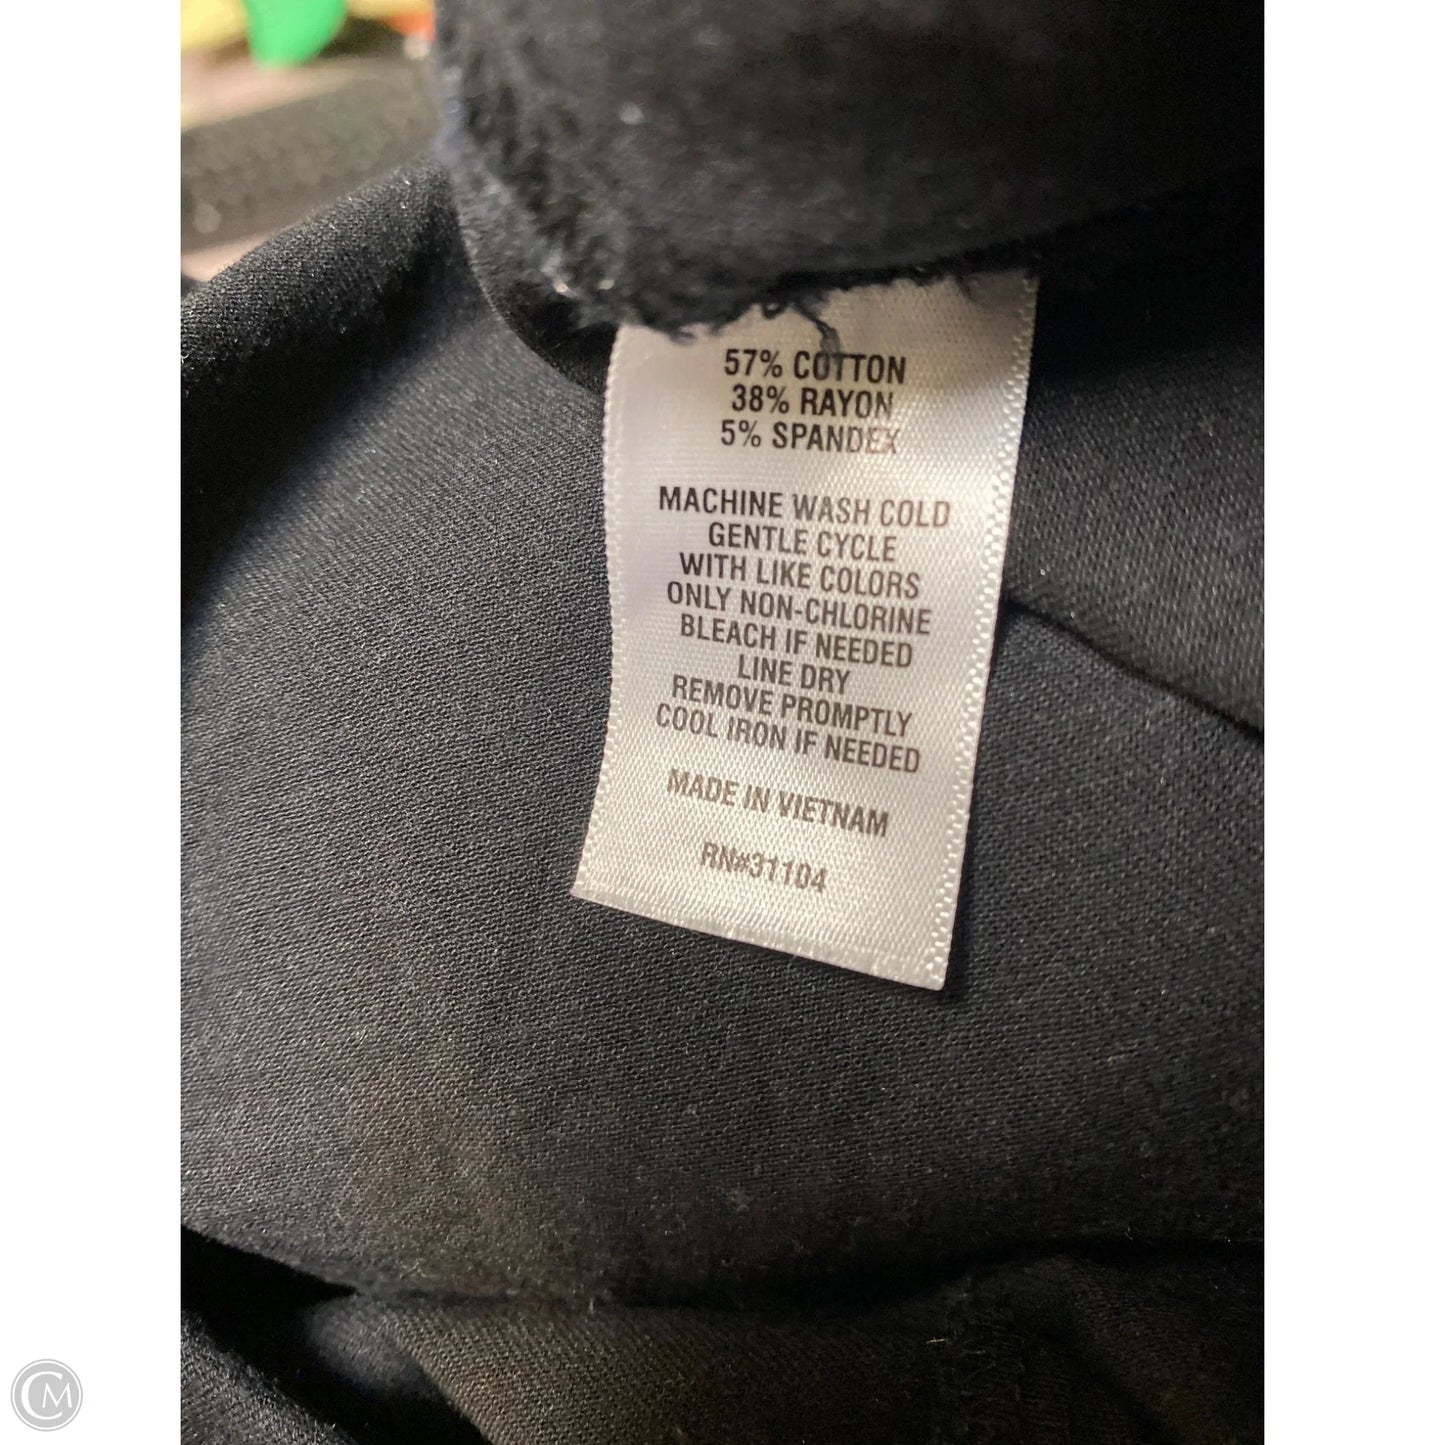 57% COTTON
38% RAYON
5% SPANDEX
MACHINE WASH COLD
GENTLE CYCLE
WITH LIKE COLORS
ONLY NON-CHLORINE
BLEACH IF NEEDED
LINE DRY
REMOVE PROMPTLY
COOL IRON IF NEEDED
MADE IN VIETNAM
RN#31104
CM